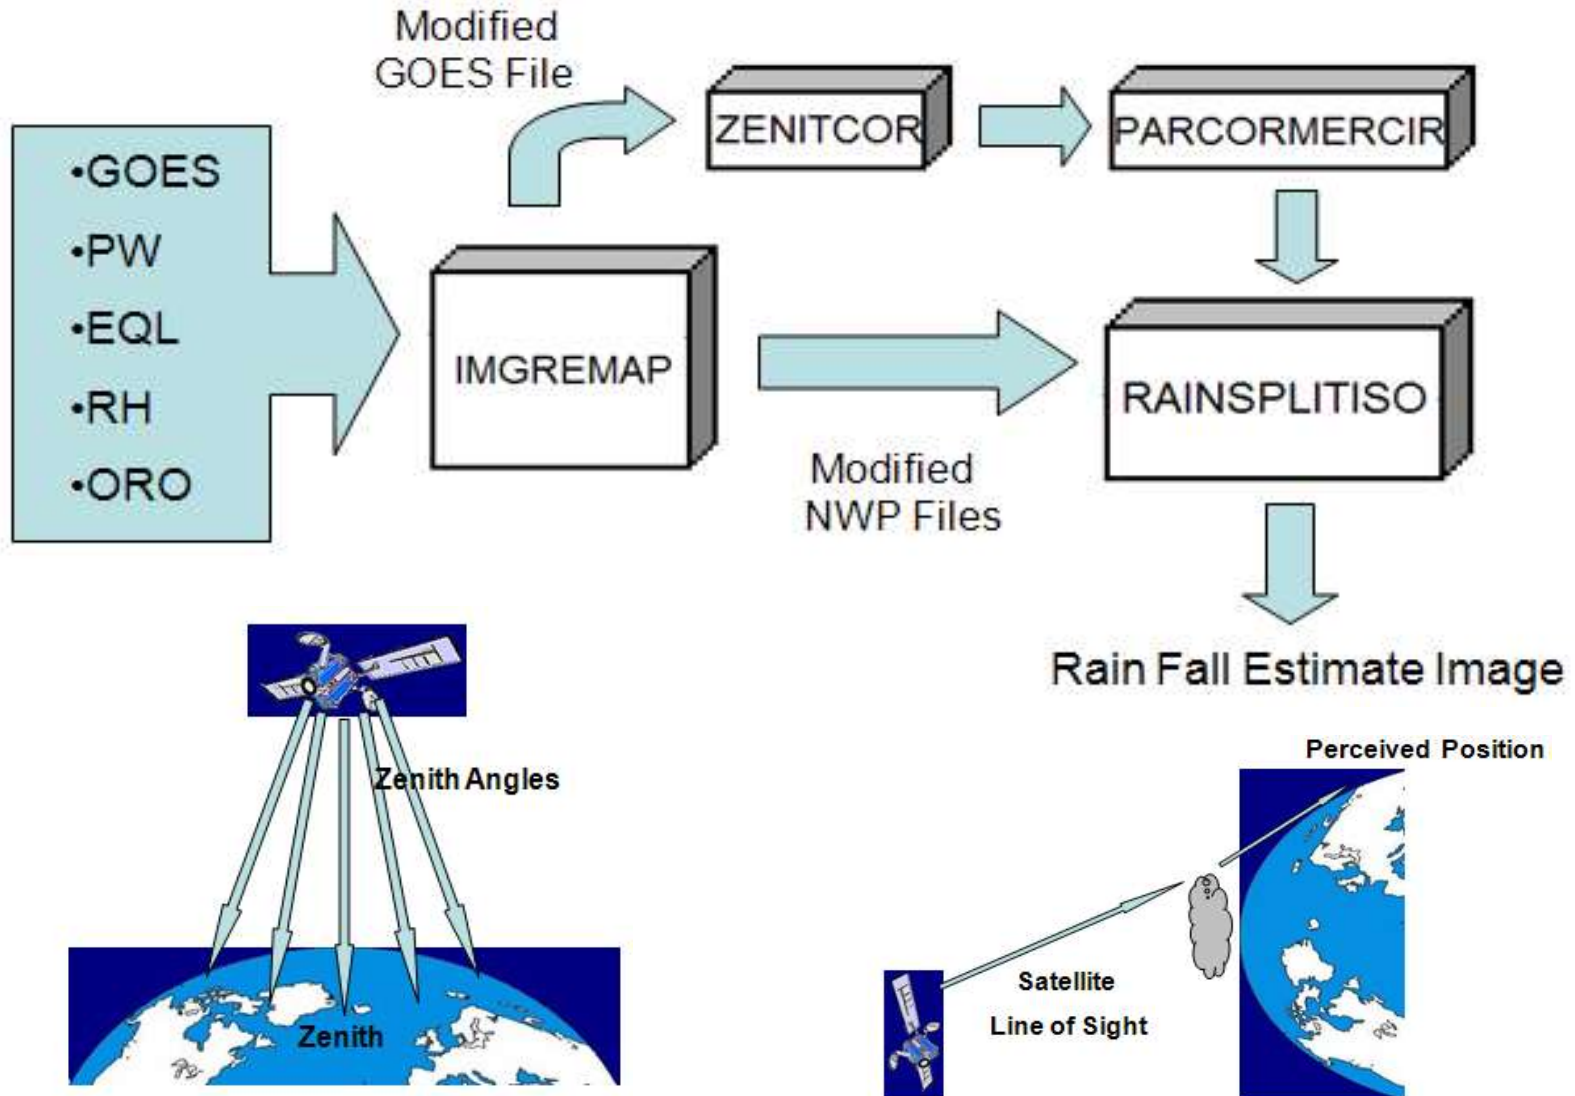 Modified
GOES File
ZENITCOR
PARCORMERCIR
•GOES
•PW
•EQL
•RH
•ORO
IMGREMAP
RAINSPLITISO
Modified
NWP Files
Rain Fall Estimate Image
Zenith Angles
Zenith
Perceived Position
Satellite
Line of Sight